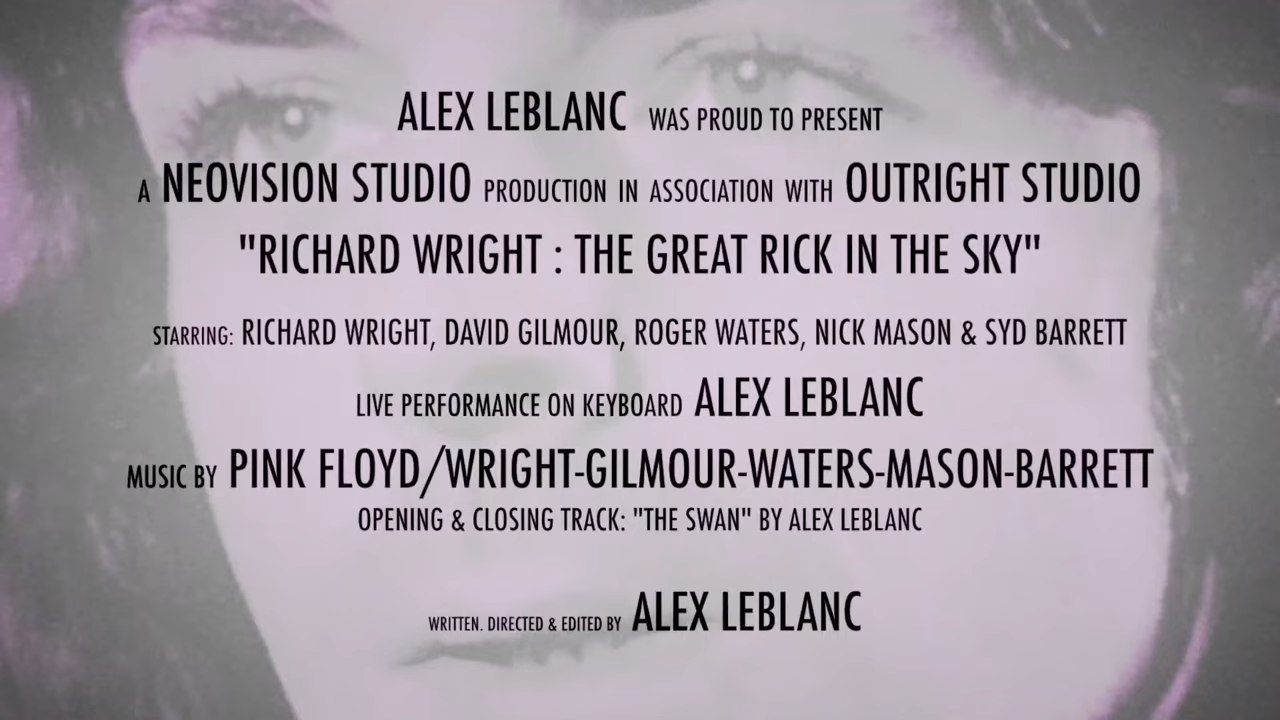 ALEX LEBLANC WAS PROUD TO PRESENT
A NEOVISION STUDIO PRODUCTION IN ASSOCIATION WITH OUTRIGHT STUDIO
"RICHARD WRIGHT : THE GREAT RICK IN THE SKY"
STARRING: RICHARD WRIGHT, DAVID GILMOUR, ROGER WATERS, NICK MASON & SYD BARRETT
LIVE PERFORMANCE ON KEYBOARD ALEX LEBLANC
MUSIC BY PINK FLOYD/WRIGHT-GILMOUR-WATERS-MASON-BARRETT
OPENING & CLOSING TRACK: "THE SWAN" BY ALEX LEBLANC
WRITTEN. DIRECTED & EDITED BY ALEX LEBLANC